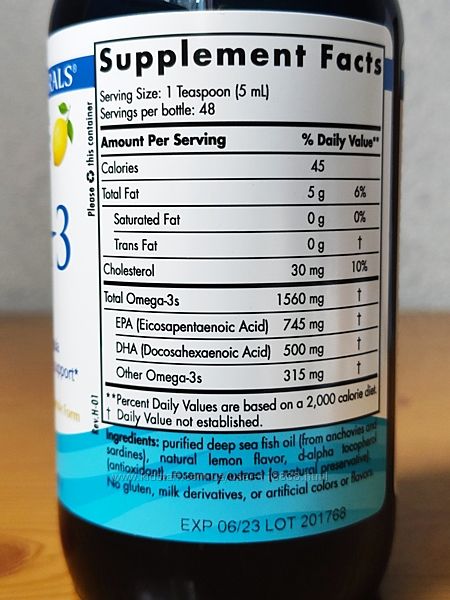 RALS®
-3
Please this container
Supplement Facts
Serving Size: 1 Teaspoon (5 mL)
Servings per bottle: 48
Amount Per Serving % Daily Value**
Calories 45
Total Fat 5 g 6%
Saturated Fat 0 g 0%
Trans Fat 0 g †
Cholesterol 30 mg 10%
Total Omega-3s 1560 mg †
EPA (Eicosapentaenoic Acid) 745 mg †
DHA (Docosahexaenoic Acid) 500 mg †
Other Omega-3s 315 mg †
**Percent Daily Values are based on a 2,000 calorie diet.
† Daily Value not established.
Rev.H-01
upport*
Form
Ingredients: purified deep sea fish oil (from anchovies and
sardines), natural lemon flavor, d-alpha tocopherol
(antioxidant), rosemary extract (a natural preservative).
No gluten, milk derivatives, or artificial colors or flavors.
EXP 06/23 LOT 201768